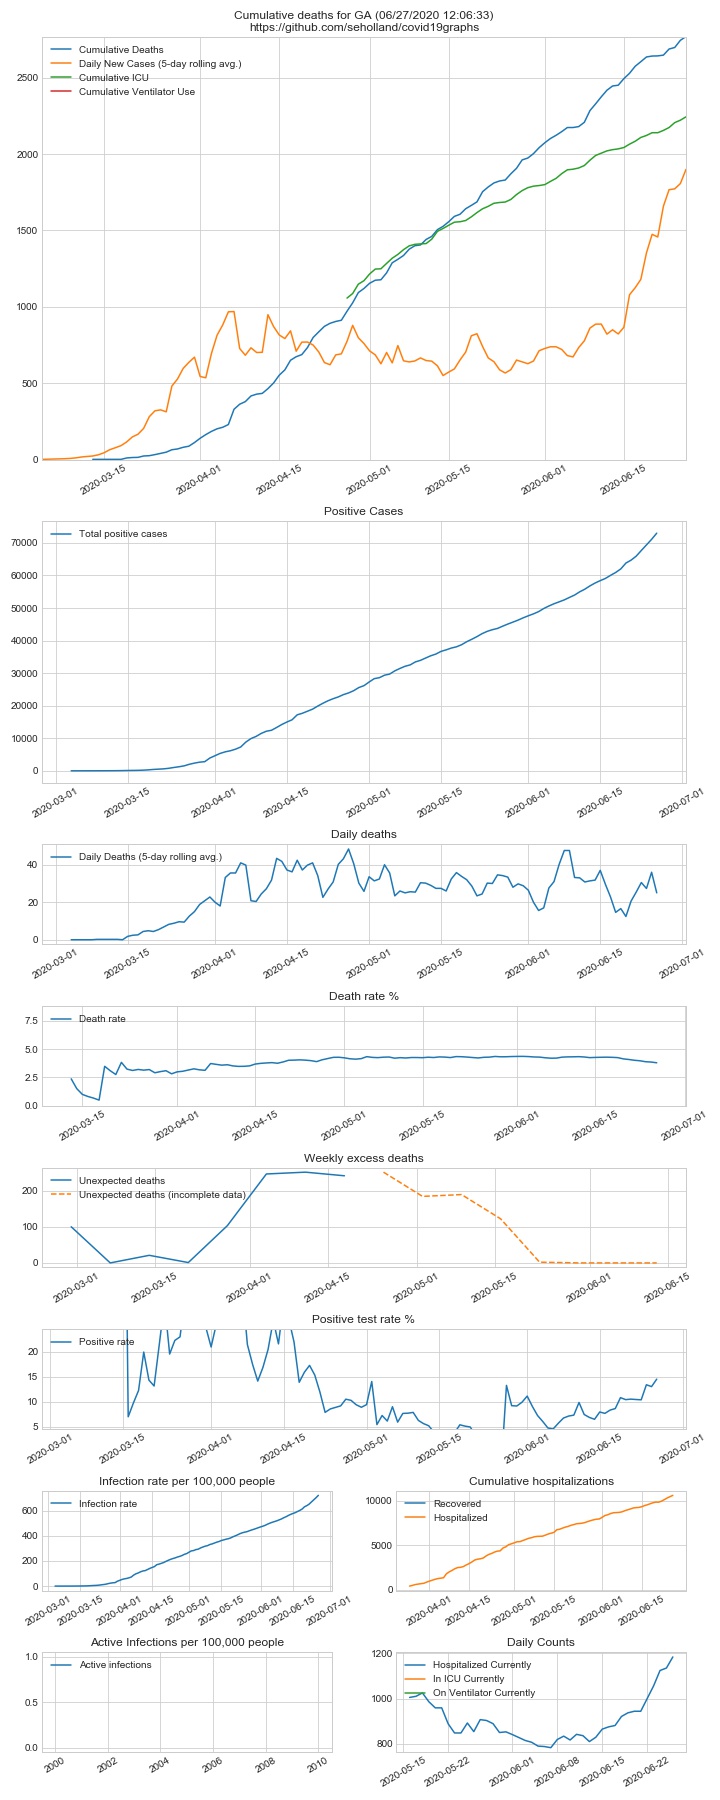 Cumulative deaths for GA (06/27/2020 12:06:33)
https://github.com/seholland/covid19graphs
Cumulative Deaths
Daily New Cases (5-day rolling avg.)
Cumulative ICU
Cumulative Ventilator Use
2500
2000
1500
1000
500
0
2020-03-15 2020-04-01 2020-04-15 2020-05-01 2020-05-15 2020-06-01 2020-06-15
Positive Cases
Total positive cases
70000
60000
50000
40000
30000
20000
10000
0
2020-03-01 2020-03-15 2020-04-01 2020-04-15 2020-05-01 2020-05-15 2020-06-01 2020-06-15 2020-07-01
Daily deaths
Daily Deaths (5-day rolling avg.)
40
20
0
2020-03-01 2020-03-15 2020-04-01 2020-04-15 2020-05-01 2020-05-15 2020-06-01 2020-06-15 2020-07-01
Death rate %
Death rate
7.5
5.0
2.5
0.0
2020-03-15 2020-04-01 2020-04-15 2020-05-01 2020-05-15 2020-06-01 2020-06-15 2020-07-01
Weekly excess deaths
Unexpected deaths
Unexpected deaths (incomplete data)
200
100
0
2020-03-01 2020-03-15 2020-04-01 2020-04-15 2020-05-01 2020-05-15 2020-06-01 2020-06-15
Positive test rate %
Positive rate
20
15
10
5
2020-03-01 2020-03-15 2020-04-01 2020-04-15 2020-05-01 2020-05-15 2020-06-01 2020-06-15 2020-07-01
Infection rate per 100,000 people
Infection rate
600
400
200
0
2020-03-01 2020-03-15 2020-04-01 2020-04-15 2020-05-01 2020-05-15 2020-06-01 2020-06-15 2020-07-01
Cumulative hospitalizations
Recovered
Hospitalized
10000
5000
0
2020-04-01 2020-04-15 2020-05-01 2020-05-15 2020-06-01 2020-06-15
Active Infections per 100,000 people
Active infections
1.0
0.5
0.0
2000 2002 2004 2006 2008 2010
Daily Counts
Hospitalized Currently
In ICU Currently
On Ventilator Currently
1200
1000
800
2020-05-15 2020-05-22 2020-06-01 2020-06-08 2020-06-15 2020-06-22